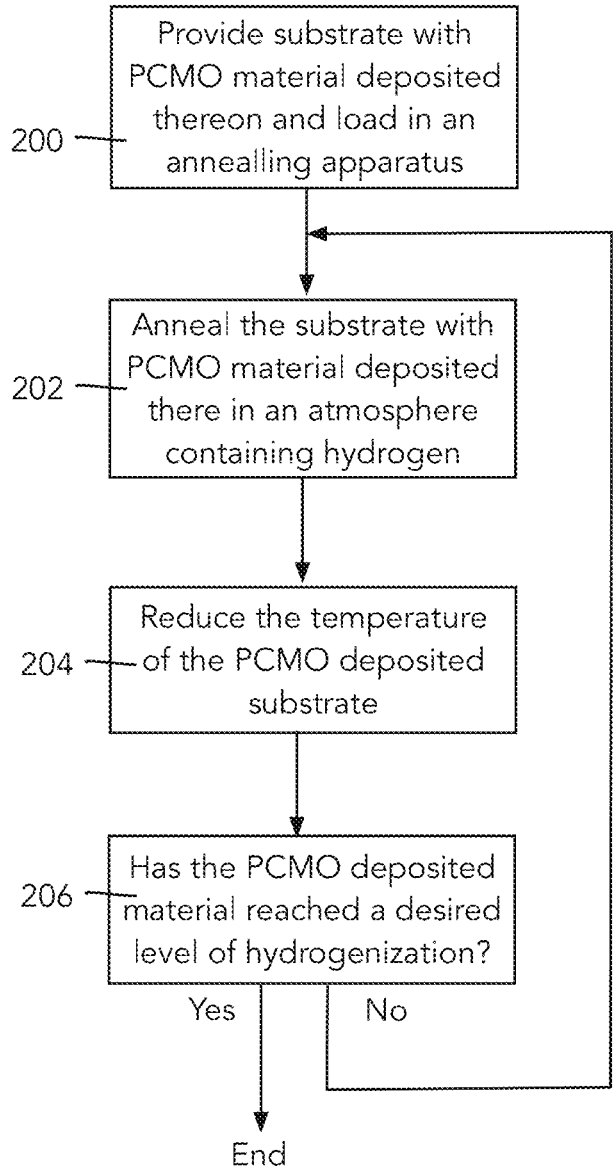 Provide substrate with
PCMO material deposited
thereon and load in an
annealling apparatus
200
Anneal the substrate with
PCMO material deposited
there in an atmosphere
containing hydrogen
202
Reduce the temperature
of the PCMO deposited
substrate
204
Has the PCMO deposited
material reached a desired
level of hydrogenization?
206
Yes
No
End